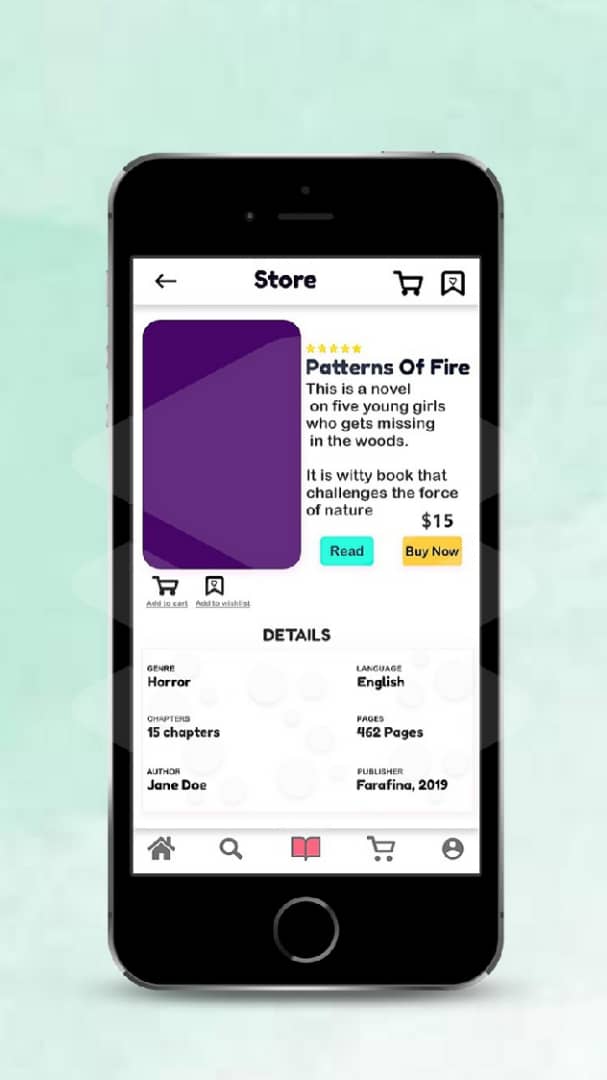 Store
Patterns Of Fire
This is a novel
on five young girls
who gets missing
in the woods.
It is witty book that
challenges the force
of nature
$15
Read
Buy Now
Add to cart
Add to wishlist
DETAILS
GENRE
Horror
LANGUAGE
English
CHAPTERS
15 chapters
PAGES
462 Pages
AUTHOR
Jane Doe
PUBLISHER
Farafina, 2019